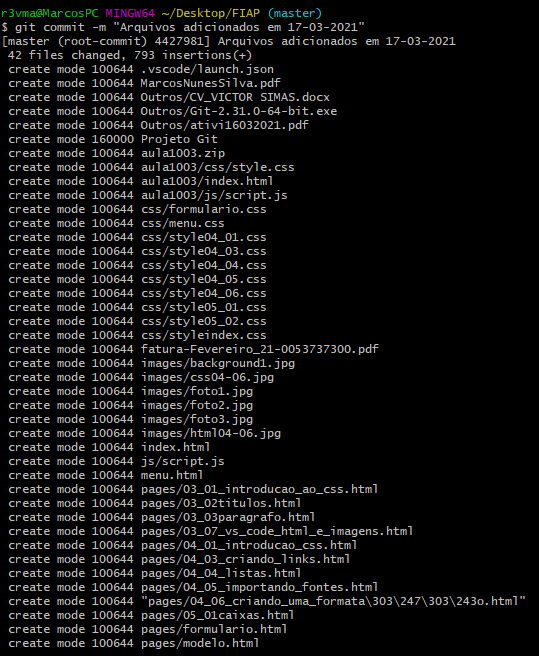 r3vma@MarcosPC MINGW64 ~/Desktop/FIAP (master)
$ git commit -m "Arquivos adicionados em 17-03-2021"
[master (root-commit) 4427981] Arquivos adicionados em 17-03-2021
 42 files changed, 793 insertions(+)
 create mode 100644 .vscode/launch.json
 create mode 100644 MarcosNunesSilva.pdf
 create mode 100644 Outros/CV_VICTOR SIMAS.docx
 create mode 100644 Outros/Git-2.31.0-64-bit.exe
 create mode 100644 Outros/ativi16032021.pdf
 create mode 160000 Projeto Git
 create mode 100644 aula1003.zip
 create mode 100644 aula1003/css/style.css
 create mode 100644 aula1003/index.html
 create mode 100644 aula1003/js/script.js
 create mode 100644 css/formulario.css
 create mode 100644 css/menu.css
 create mode 100644 css/style04_01.css
 create mode 100644 css/style04_03.css
 create mode 100644 css/style04_04.css
 create mode 100644 css/style04_05.css
 create mode 100644 css/style04_06.css
 create mode 100644 css/style05_01.css
 create mode 100644 css/style05_02.css
 create mode 100644 css/styleindex.css
 create mode 100644 fatura-Fevereiro_21-0053737300.pdf
 create mode 100644 images/background1.jpg
 create mode 100644 images/css04-06.jpg
 create mode 100644 images/foto1.jpg
 create mode 100644 images/foto2.jpg
 create mode 100644 images/foto3.jpg
 create mode 100644 images/html04-06.jpg
 create mode 100644 index.html
 create mode 100644 js/script.js
 create mode 100644 menu.html
 create mode 100644 pages/03_01_introducao_ao_css.html
 create mode 100644 pages/03_02titulos.html
 create mode 100644 pages/03_03paragrafo.html
 create mode 100644 pages/03_07_vs_code_html_e_imagens.html
 create mode 100644 pages/04_01_introducao_css.html
 create mode 100644 pages/04_03_criando_links.html
 create mode 100644 pages/04_04_listas.html
 create mode 100644 pages/04_05_importando_fontes.html
 create mode 100644 "pages/04_06_criando_uma_formata\303\247\303\243o.html"
 create mode 100644 pages/05_01caixas.html
 create mode 100644 pages/formulario.html
 create mode 100644 pages/modelo.html